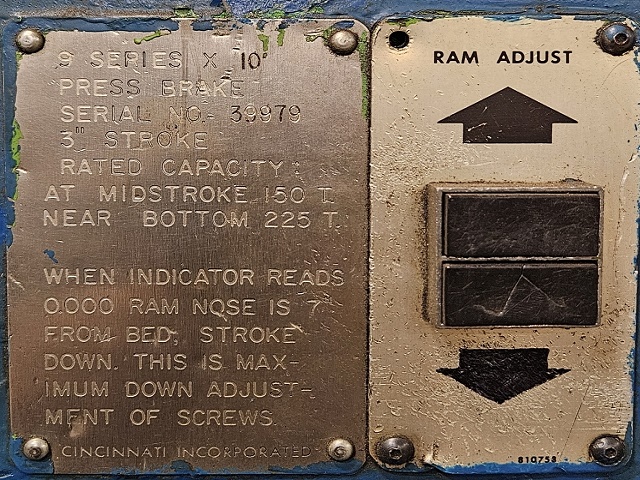 9 SERIES X 10'
PRESS BRAKE
SERIAL NO. 39979
3" STROKE
RATED CAPACITY:
AT MIDSTROKE 150 T.
NEAR BOTTOM 225 T.
WHEN INDICATOR READS
0.000 RAM NOSE IS 7"
FROM BED, STROKE
DOWN. THIS IS MAX-
IMUM DOWN ADJUST-
MENT OF SCREWS.
CINCINNATI INCORPORATED
RAM ADJUST
810753